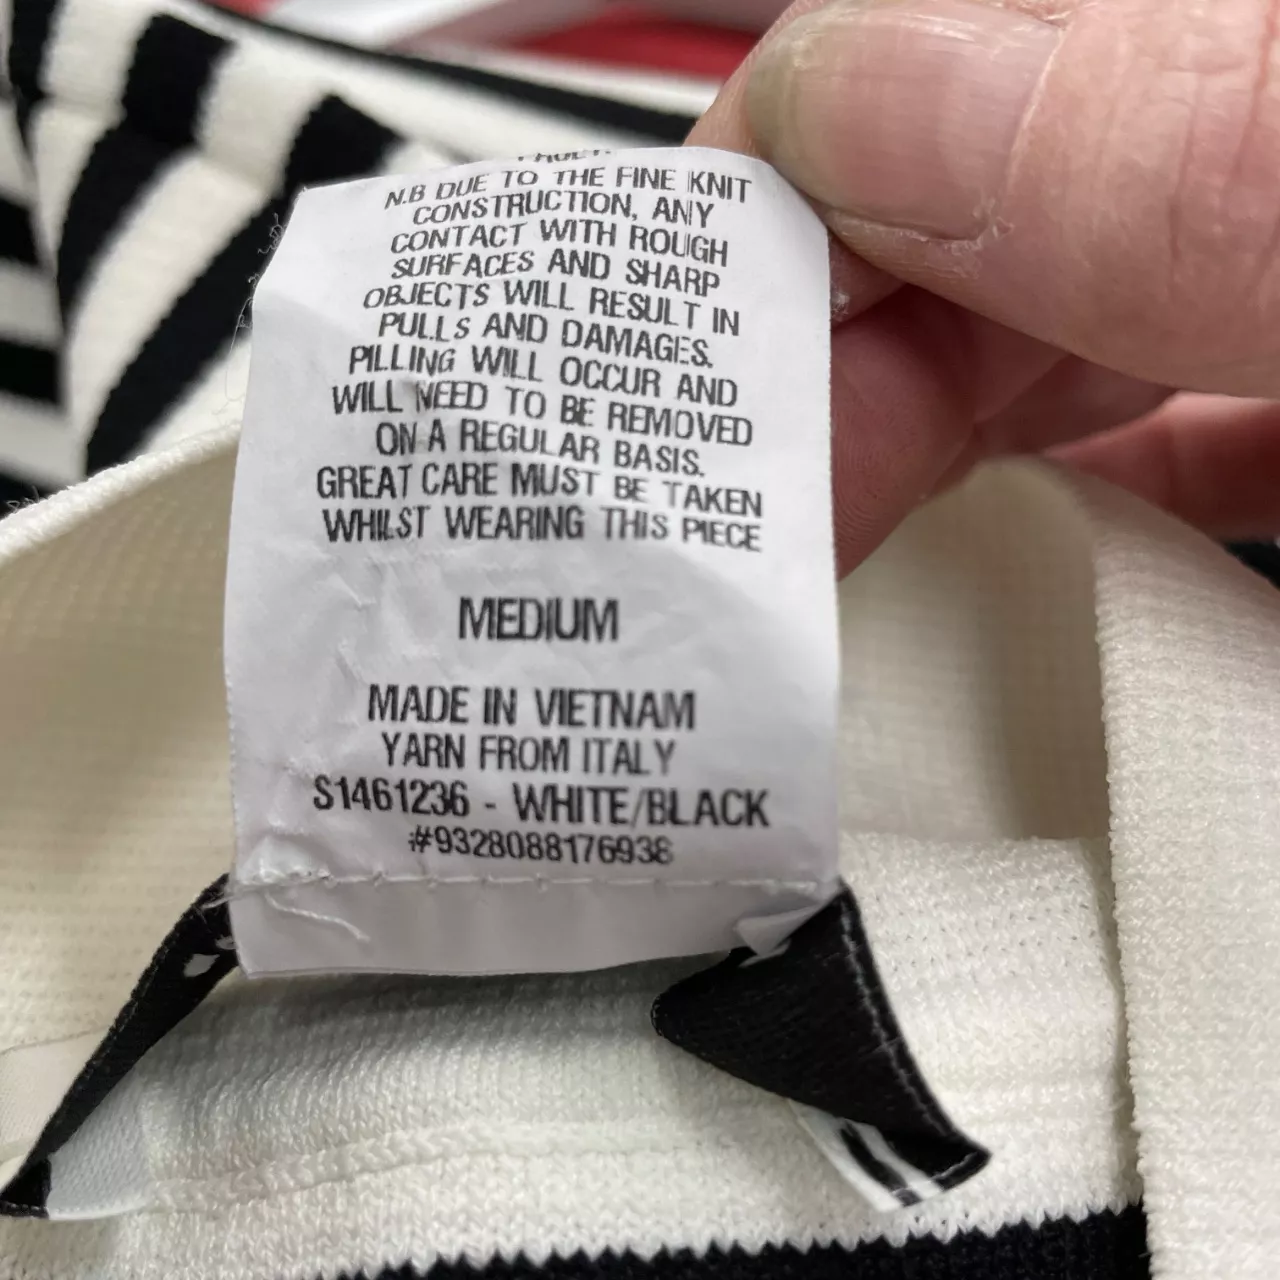 N.B DUE TO THE FINE KNIT
CONSTRUCTION, ANY
CONTACT WITH ROUGH
SURFACES AND SHARP
OBJECTS WILL RESULT IN
PULLS AND DAMAGES.
PILLING WILL OCCUR AND
WILL NEED TO BE REMOVED
ON A REGULAR BASIS.
GREAT CARE MUST BE TAKEN
WHILST WEARING THIS PIECE
MEDIUM
MADE IN VIETNAM
YARN FROM ITALY
S1461236 - WHITE/BLACK
#9328088176938